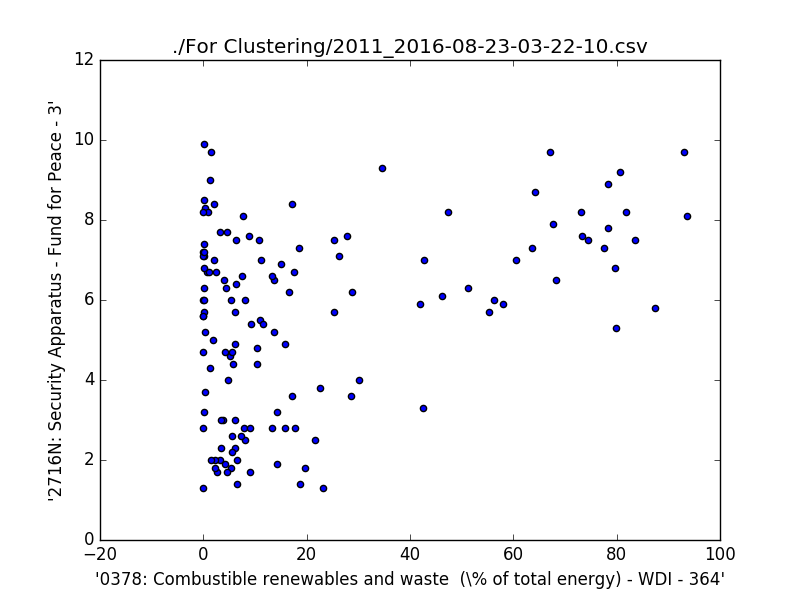 ./For Clustering/2011_2016-08-23-03-22-10.csv
12
10
8
6
4
2
0
'2716N: Security Apparatus - Fund for Peace - 3'
−20 0 20 40 60 80 100
'0378: Combustible renewables and waste  (\% of total energy) - WDI - 364'